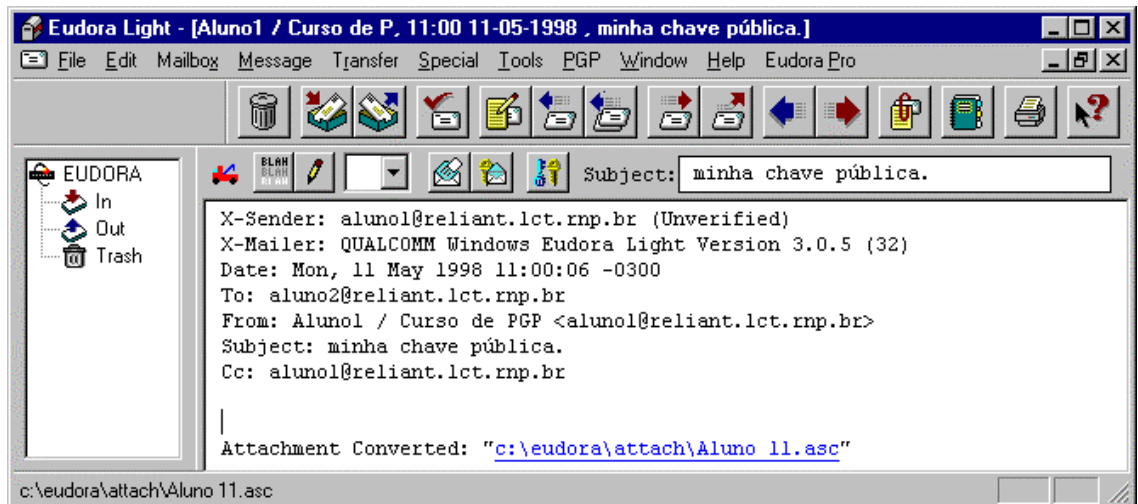 Eudora Light - [Aluno1 / Curso de P, 11:00 11-05-1998 , minha chave pública.]
File Edit Mailbox Message Transfer Special Tools PGP Window Help Eudora Pro
EUDORA
In
Out
Trash
BLAH
BLAH
BLAH
Subject: minha chave pública.
X-Sender: aluno1@reliant.lct.rnp.br (Unverified)
X-Mailer: QUALCOMM Windows Eudora Light Version 3.0.5 (32)
Date: Mon, 11 May 1998 11:00:06 -0300
To: aluno2@reliant.lct.rnp.br
From: Aluno1 / Curso de PGP <aluno1@reliant.lct.rnp.br>
Subject: minha chave pública.
Cc: aluno1@reliant.lct.rnp.br
Attachment Converted: "c:\eudora\attach\Aluno 11.asc"
c:\eudora\attach\Aluno 11.asc